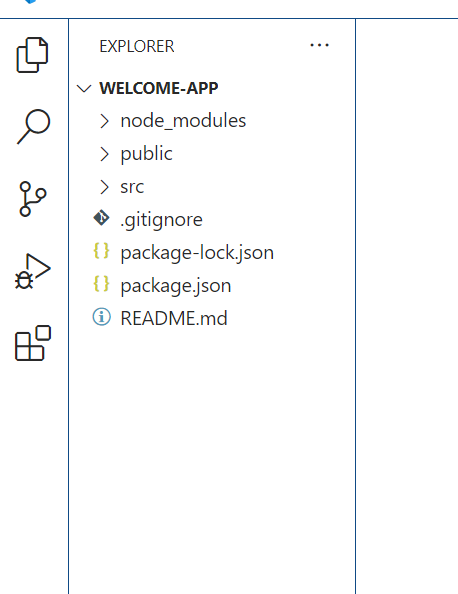 EXPLORER
WELCOME-APP
node_modules
public
src
.gitignore
package-lock.json
package.json
README.md